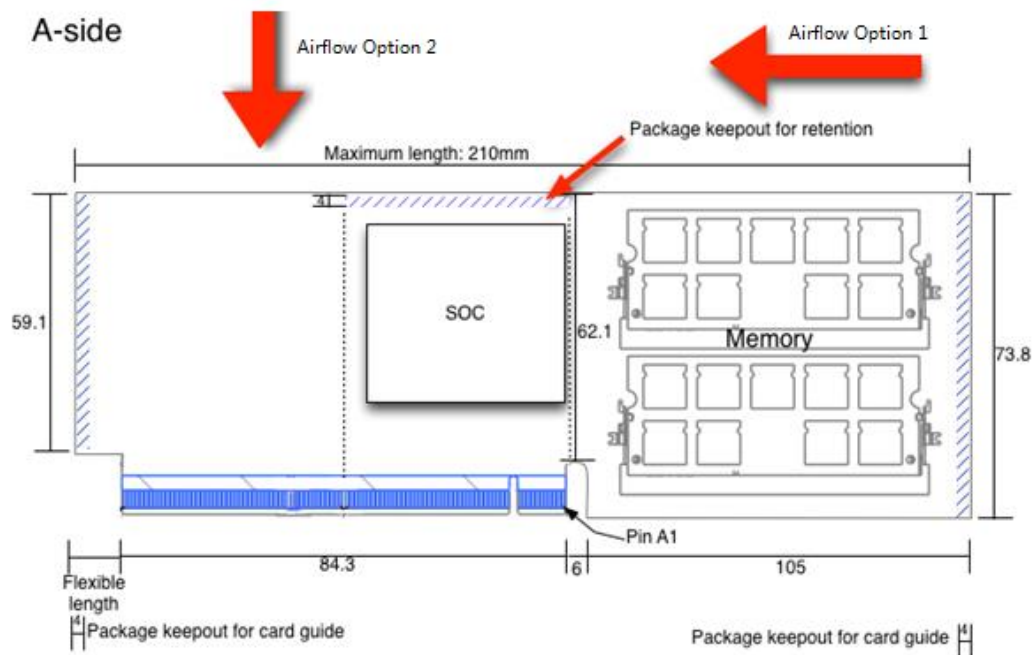 A-side
Airflow Option 2
Airflow Option 1
Package keepout for retention
Maximum length: 210mm
4
59.1
SOC
62.1
Memory
73.8
Pin A1
84.3
6
105
Flexible
length
4
Package keepout for card guide
Package keepout for card guide
4